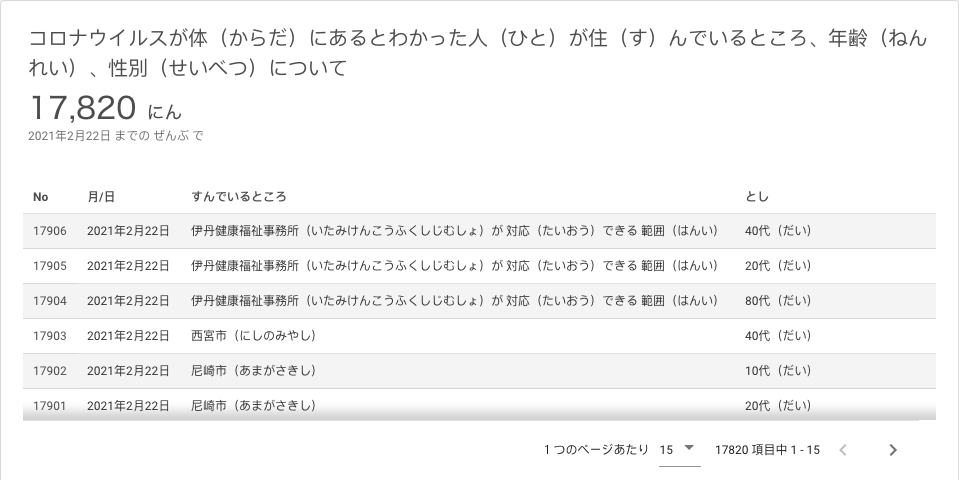 コロナウイルスが体（からだ）にあるとわかった人（ひと）が住（す）んでいるところ、年齢（ねん
れい）、性別（せいべつ）について
17,820 にん
2021年2月22日 までの ぜんぶ で
No 月/日 すんでいるところ とし
17906 2021年2月22日 伊丹健康福祉事務所（いたみけんこうふくしじむしょ）が 対応（たいおう）できる 範囲（はんい） 40代（だい）
17905 2021年2月22日 伊丹健康福祉事務所（いたみけんこうふくしじむしょ）が 対応（たいおう）できる 範囲（はんい） 20代（だい）
17904 2021年2月22日 伊丹健康福祉事務所（いたみけんこうふくしじむしょ）が 対応（たいおう）できる 範囲（はんい） 80代（だい）
17903 2021年2月22日 西宮市（にしのみやし） 40代（だい）
17902 2021年2月22日 尼崎市（あまがさきし） 10代（だい）
17901 2021年2月22日 尼崎市（あまがさきし） 20代（だい）
1 つのページあたり 15 17820 項目中 1 - 15